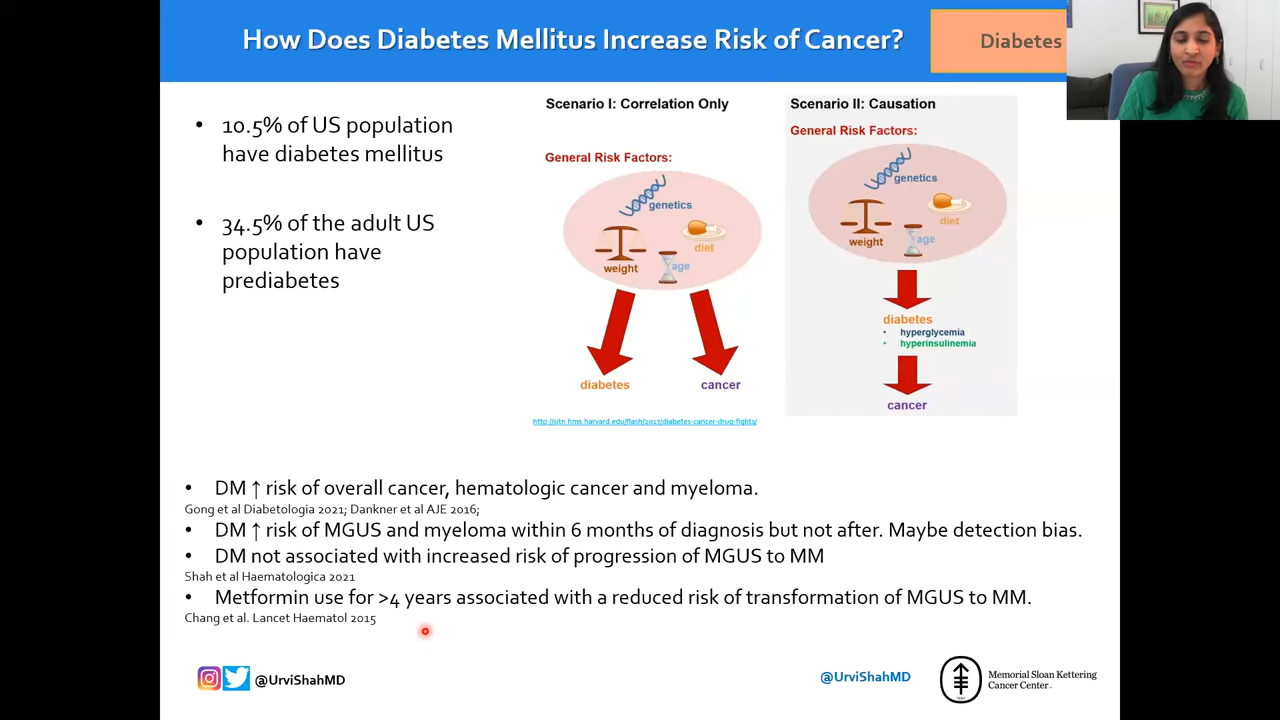 How Does Diabetes Mellitus Increase Risk of Cancer?
Diabetes
• 10.5% of US population
have diabetes mellitus
• 34.5% of the adult US
population have
prediabetes
Scenario I: Correlation Only
General Risk Factors:
genetics
diet
weight
age
diabetes
cancer
http://sitn.hms.harvard.edu/flash/2017/diabetes-cancer-drug-fights/
Scenario II: Causation
General Risk Factors:
genetics
diet
weight
age
diabetes
• hyperglycemia
• hyperinsulinemia
cancer
• DM ↑ risk of overall cancer, hematologic cancer and myeloma.
Gong et al Diabetologia 2021; Dankner et al AJE 2016;
• DM ↑ risk of MGUS and myeloma within 6 months of diagnosis but not after. Maybe detection bias.
• DM not associated with increased risk of progression of MGUS to MM
Shah et al Haematologica 2021
• Metformin use for >4 years associated with a reduced risk of transformation of MGUS to MM.
Chang et al. Lancet Haematol 2015
@UrviShahMD
@UrviShahMD
Memorial Sloan Kettering
Cancer Center